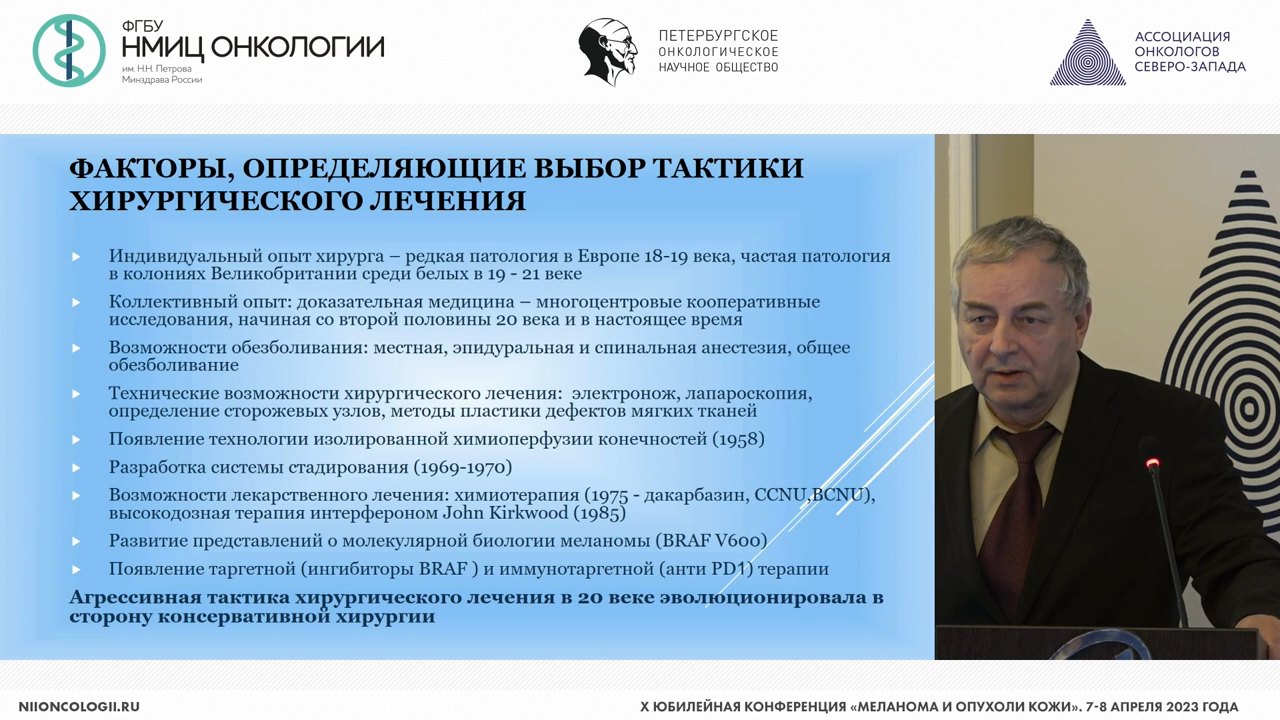 ФГБУ
НМИЦ ОНКОЛОГИИ
им. Н.Н. Петрова
Минздрава России
ПЕТЕРБУРГСКОЕ
ОНКОЛОГИЧЕСКОЕ
НАУЧНОЕ ОБЩЕСТВО
АССОЦИАЦИЯ
ОНКОЛОГОВ
СЕВЕРО-ЗАПАДА
ФАКТОРЫ, ОПРЕДЕЛЯЮЩИЕ ВЫБОР ТАКТИКИ
ХИРУРГИЧЕСКОГО ЛЕЧЕНИЯ
Индивидуальный опыт хирурга – редкая патология в Европе 18-19 века, частая патология
в колониях Великобритании среди белых в 19 - 21 веке
Коллективный опыт: доказательная медицина – многоцентровые кооперативные
исследования, начиная со второй половины 20 века и в настоящее время
Возможности обезболивания: местная, эпидуральная и спинальная анестезия, общее
обезболивание
Технические возможности хирургического лечения:  электронож, лапароскопия,
определение сторожевых узлов, методы пластики дефектов мягких тканей
Появление технологии изолированной химиоперфузии конечностей (1958)
Разработка системы стадирования (1969-1970)
Возможности лекарственного лечения: химиотерапия (1975 - дакарбазин, CCNU,BCNU),
высокодозная терапия интерфероном John Kirkwood (1985)
Развитие представлений о молекулярной биологии меланомы (BRAF V600)
Появление таргетной (ингибиторы BRAF ) и иммунотаргетной (анти PD1) терапии
Агрессивная тактика хирургического лечения в 20 веке эволюционировала в
сторону консервативной хирургии
NIIONCOLOGII.RU
X ЮБИЛЕЙНАЯ КОНФЕРЕНЦИЯ «МЕЛАНОМА И ОПУХОЛИ КОЖИ». 7-8 АПРЕЛЯ 2023 ГОДА